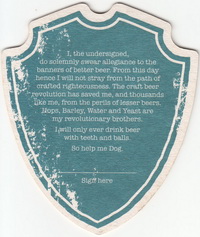 I, the undersigned,
do solemnly swear allegiance to the
banners of better beer. From this day
hence I will not stray from the path of
crafted righteousness. The craft beer
revolution has saved me, and thousands
like me, from the perils of lesser beers.
Hops, Barley, Water and Yeast are
my revolutionary brothers.
I will only ever drink beer
with teeth and balls.
So help me Dog.
Sign here